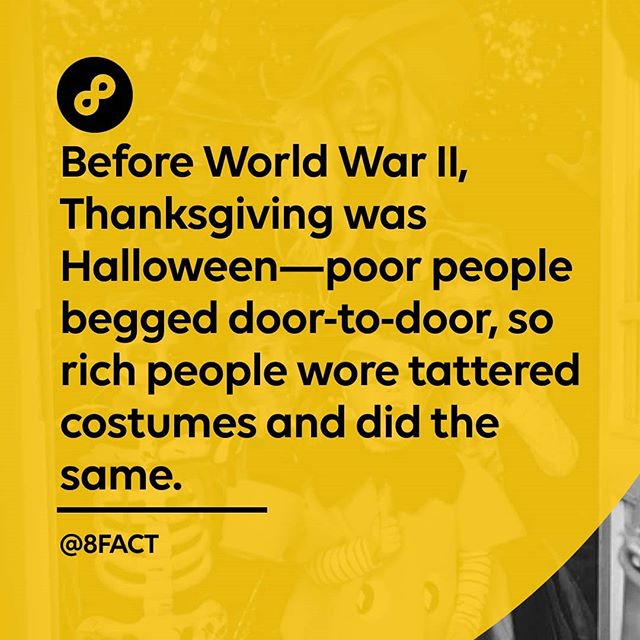 Before World War II,
Thanksgiving was
Halloween—poor people
begged door-to-door, so
rich people wore tattered
costumes and did the
same.
@8FACT